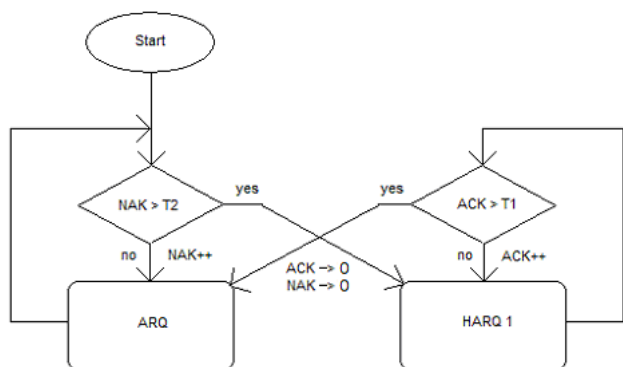 Start
NAK > T2
yes
yes
ACK > T1
no
NAK++
ACK -> 0
NAK -> 0
no
ACK++
ARQ
HARQ 1